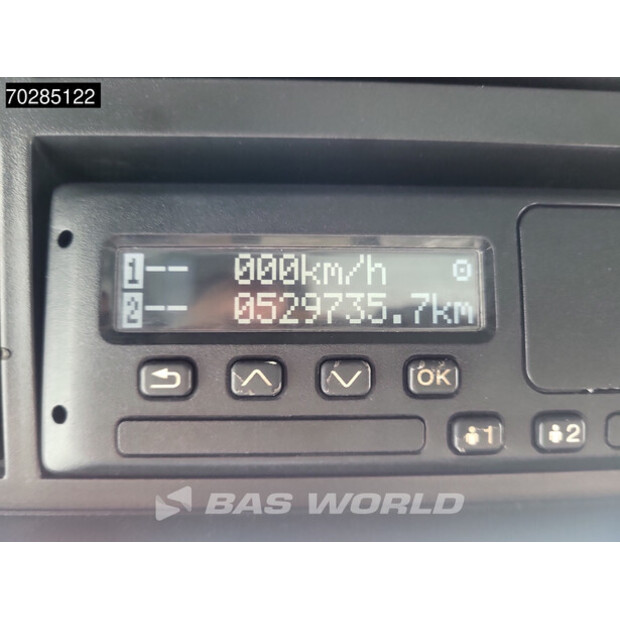 70285122
1-- 000km/h
2-- 0529735.7km
OK
1 2
BAS WORLD